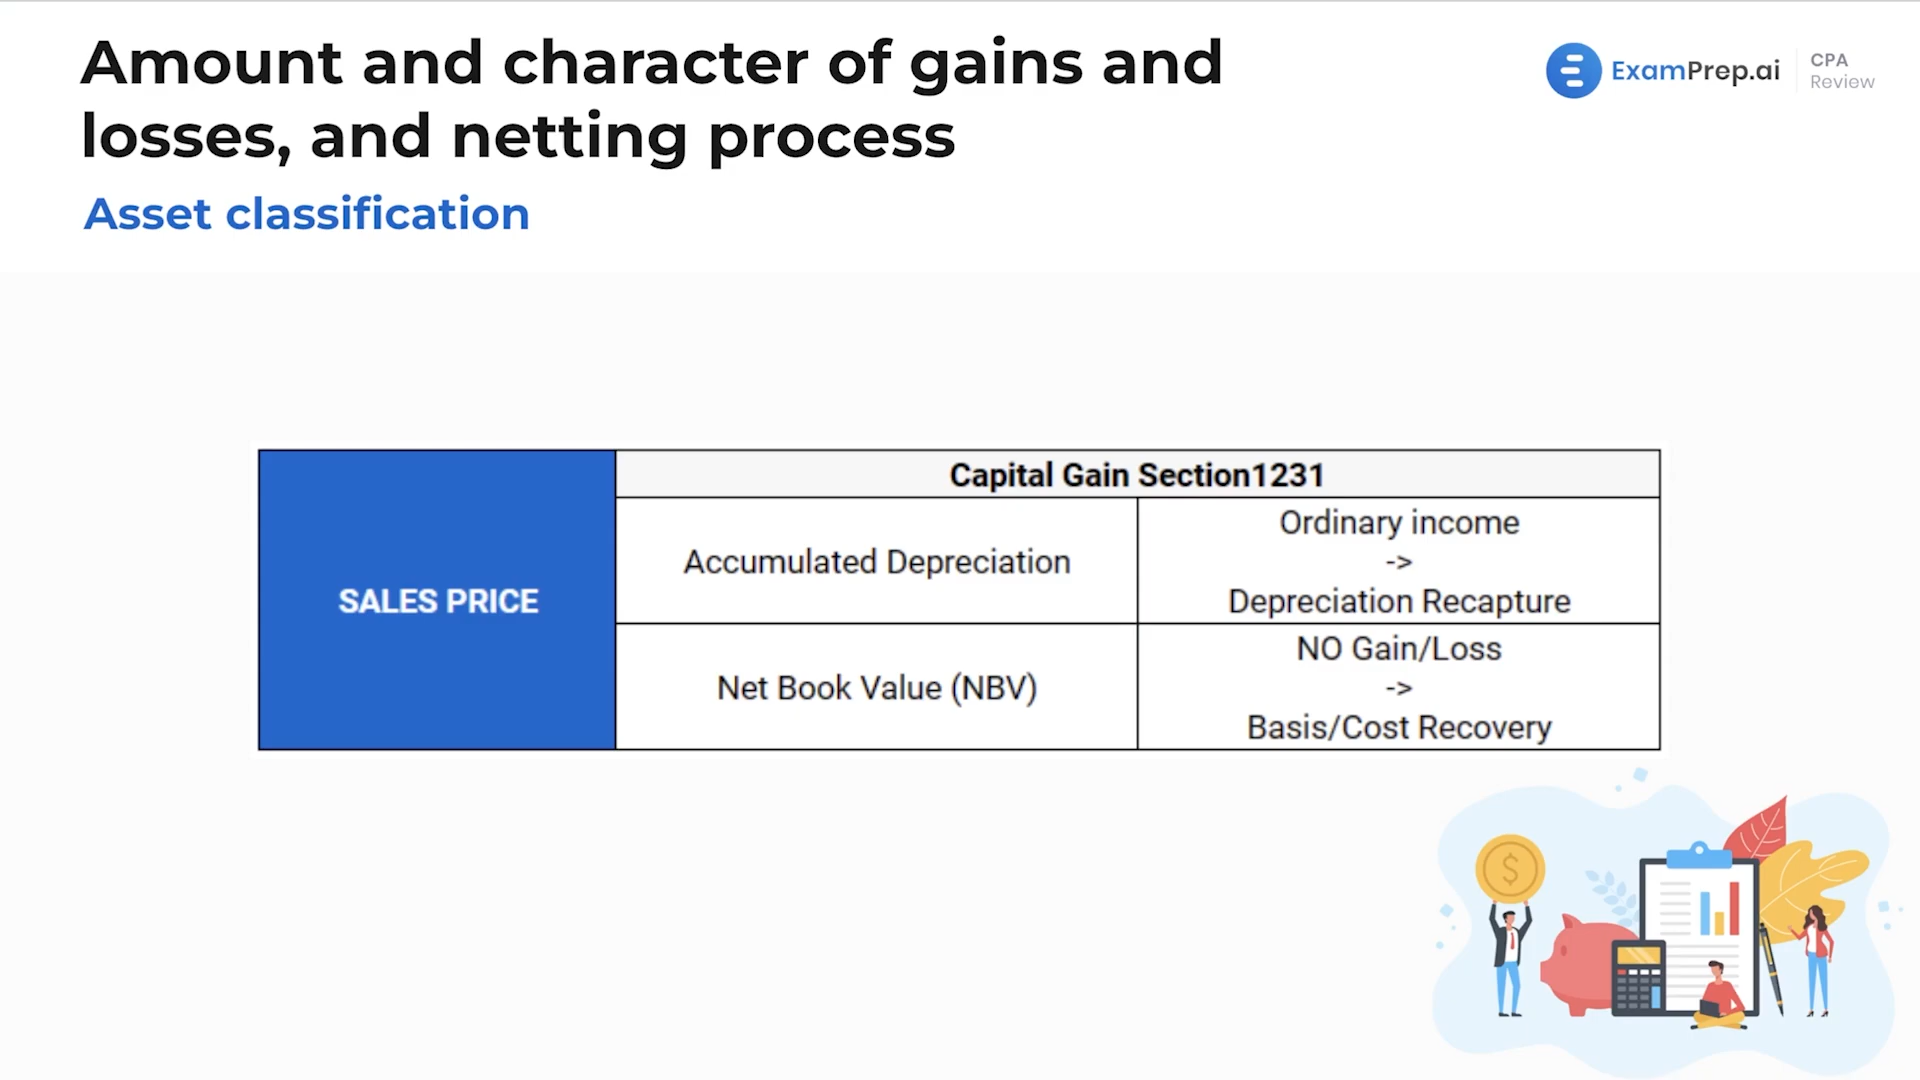 Amount and character of gains and
losses, and netting process
Asset classification
ExamPrep.ai
CPA
Review
SALES PRICE
Capital Gain Section1231
Accumulated Depreciation
Ordinary income
->
Depreciation Recapture
Net Book Value (NBV)
NO Gain/Loss
->
Basis/Cost Recovery
$